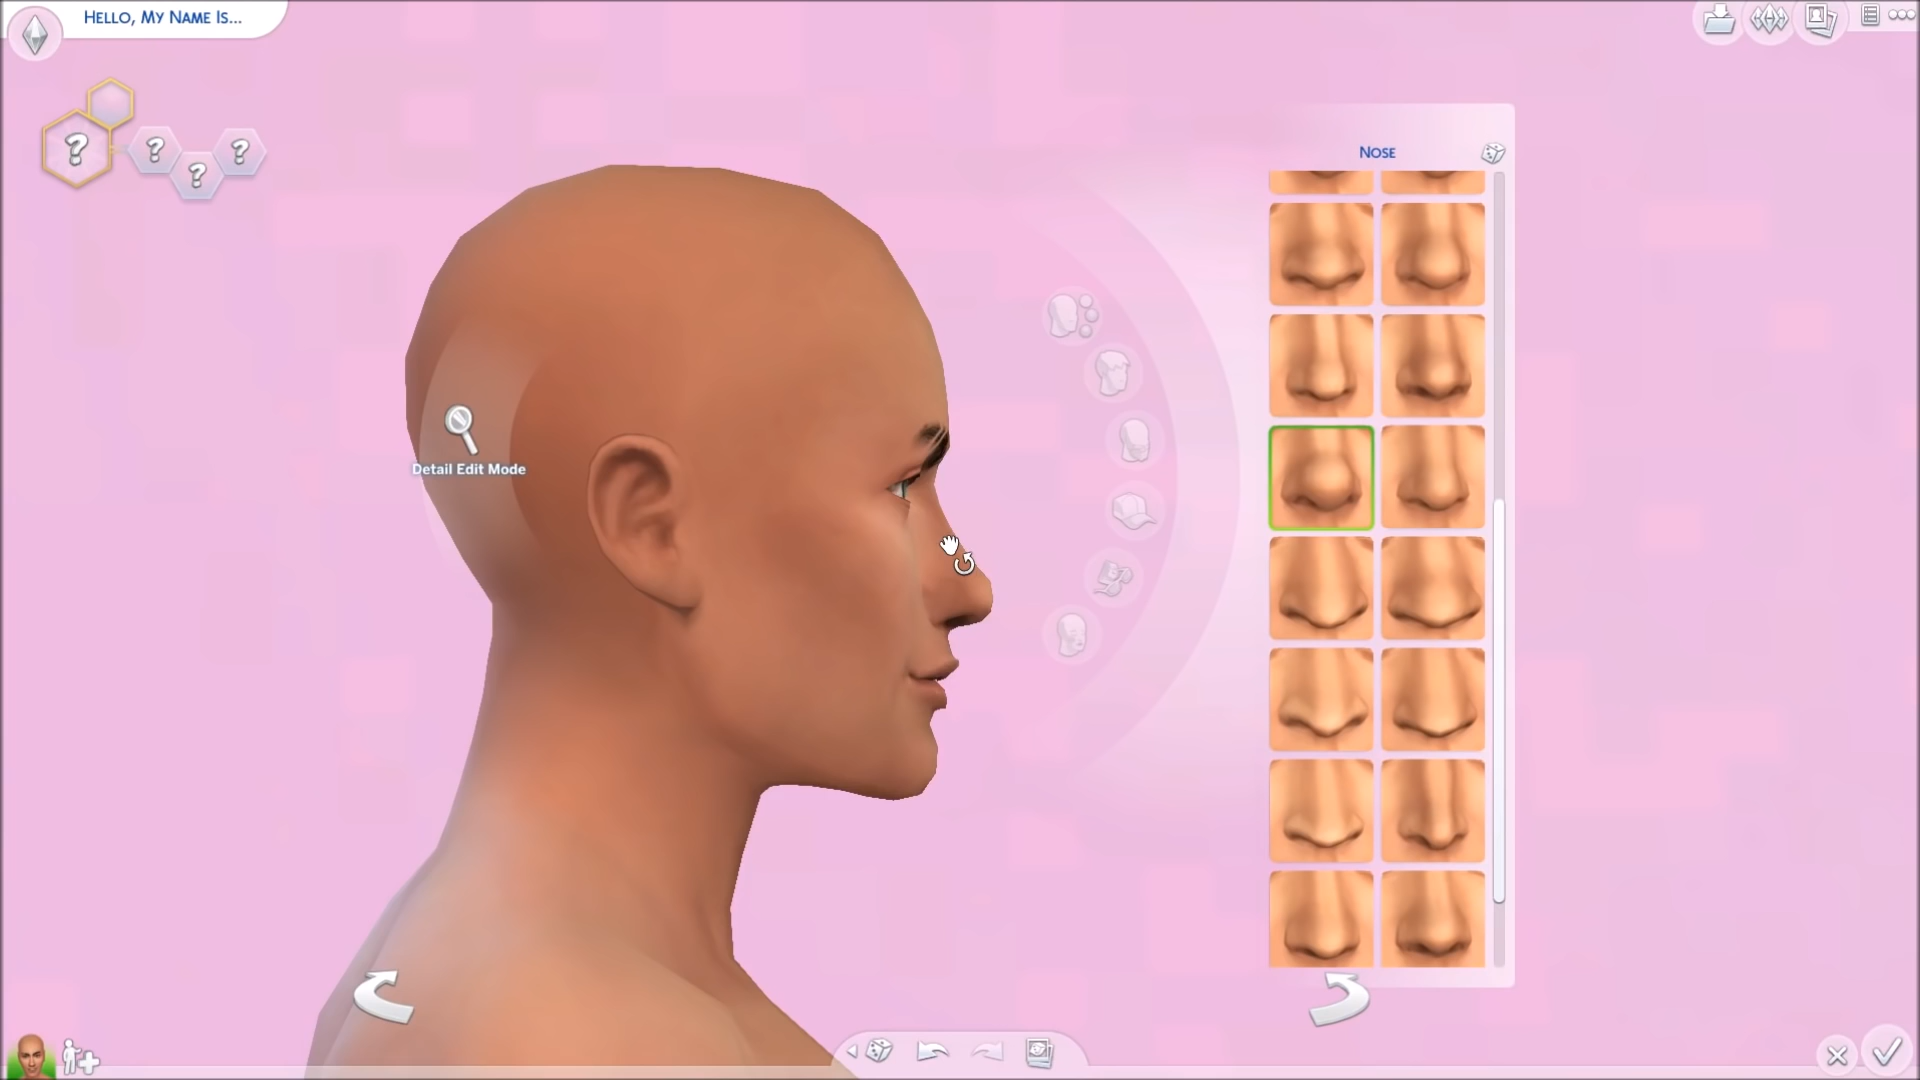 Hello, My Name Is...
? ? ? ?
Nose
Detail Edit Mode